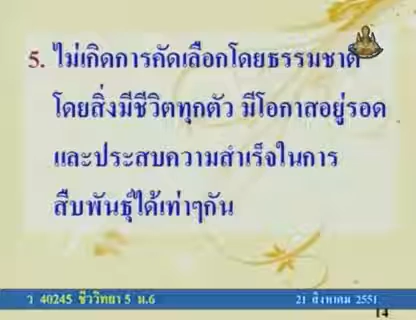 5. ไม่เกิดการคัดเลือกโดยธรรมชาติ
โดยสิ่งมีชีวิตทุกตัว มีโอกาสอยู่รอด
และประสบความสำเร็จในการ
สืบพันธุ์ได้เท่าๆกัน
ว 40245 ชีววิทยา 5 ม.6
21 สิงหาคม 2551
14